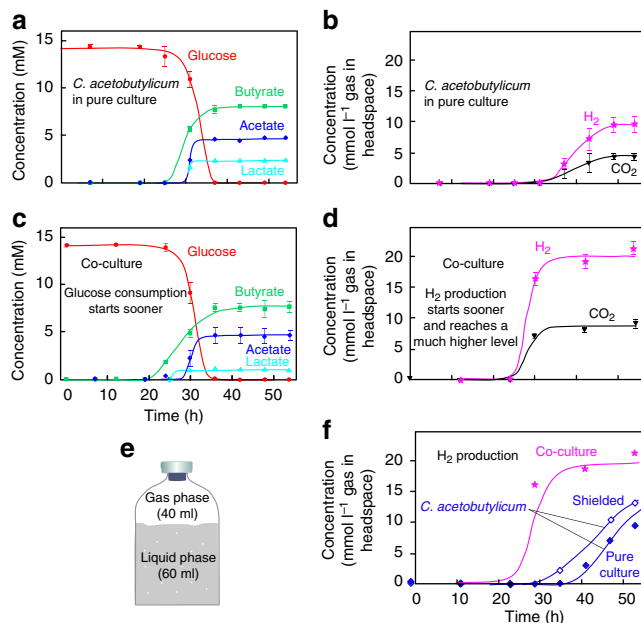 a
Concentration (mM)
15
10
5
0
Glucose
C. acetobutylicum
in pure culture
Butyrate
Acetate
Lactate
b
Concentration
(mmol l⁻¹ gas in
headspace)
20
15
10
5
0
C. acetobutylicum
in pure culture
H₂
CO₂
c
Concentration (mM)
15
10
5
0
Glucose
Co-culture
Glucose consumption
starts sooner
Butyrate
Acetate
Lactate
0 10 20 30 40 50
Time (h)
d
Concentration
(mmol l⁻¹ gas in
headspace)
20
15
10
5
0
Co-culture
H₂
H₂ production
starts sooner
and reaches a
much higher level
CO₂
e
Gas phase
(40 ml)
Liquid phase
(60 ml)
f
Concentration
(mmol l⁻¹ gas in
headspace)
20
15
10
5
0
H₂ production
Co-culture
C. acetobutylicum
Shielded
Pure
culture
0 10 20 30 40 50
Time (h)